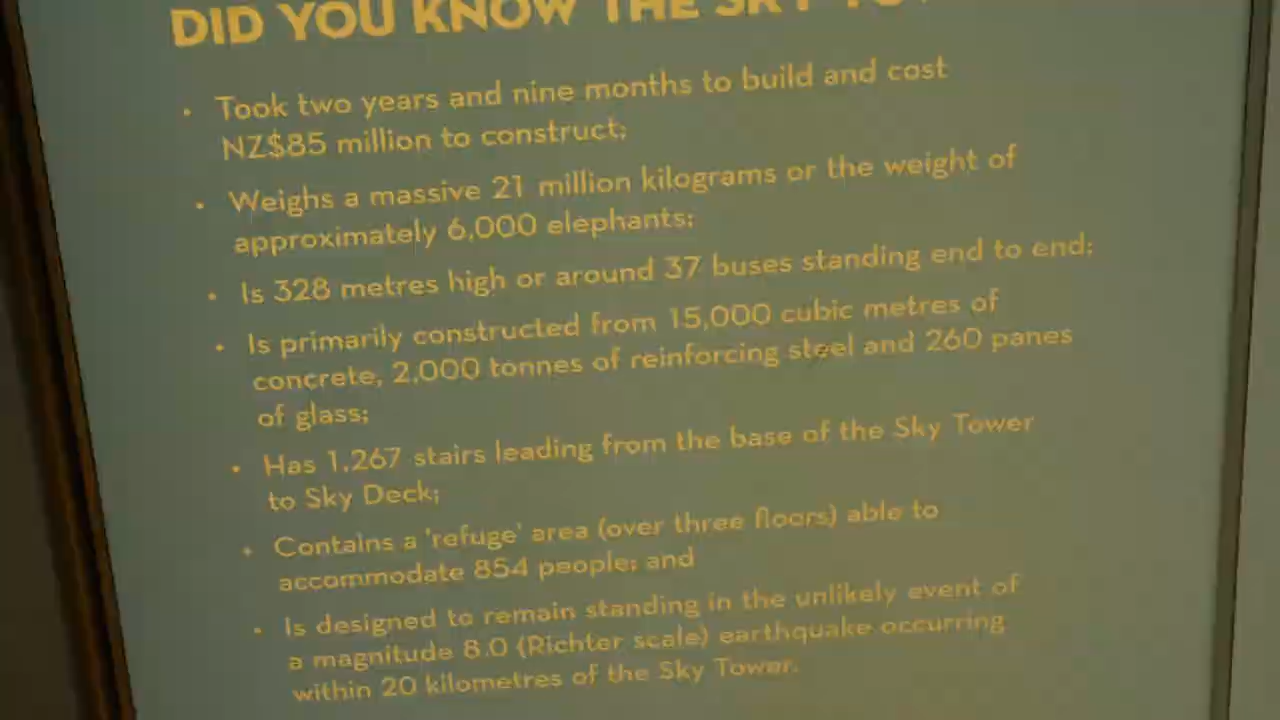 DID YOU KNOW THE SKY
• Took two years and nine months to build and cost
NZ$85 million to construct;
• Weighs a massive 21 million kilograms or the weight of
approximately 6,000 elephants;
• Is 328 metres high or around 37 buses standing end to end;
• Is primarily constructed from 15,000 cubic metres of
concrete, 2,000 tonnes of reinforcing steel and 260 panes
of glass;
• Has 1,267 stairs leading from the base of the Sky Tower
to Sky Deck;
• Contains a 'refuge' area (over three floors) able to
accommodate 854 people; and
• Is designed to remain standing in the unlikely event of
a magnitude 8.0 (Richter scale) earthquake occurring
within 20 kilometres of the Sky Tower.